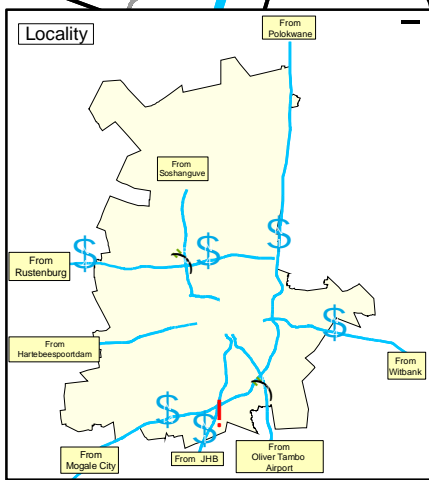 Locality
From
Polokwane
From
Soshanguve
$
$
$
From
Rustenburg
$
From
Hartebeespoortdam
From
Witbank
$
!
$
From
Mogale City
From JHB
From
Oliver Tambo
Airport